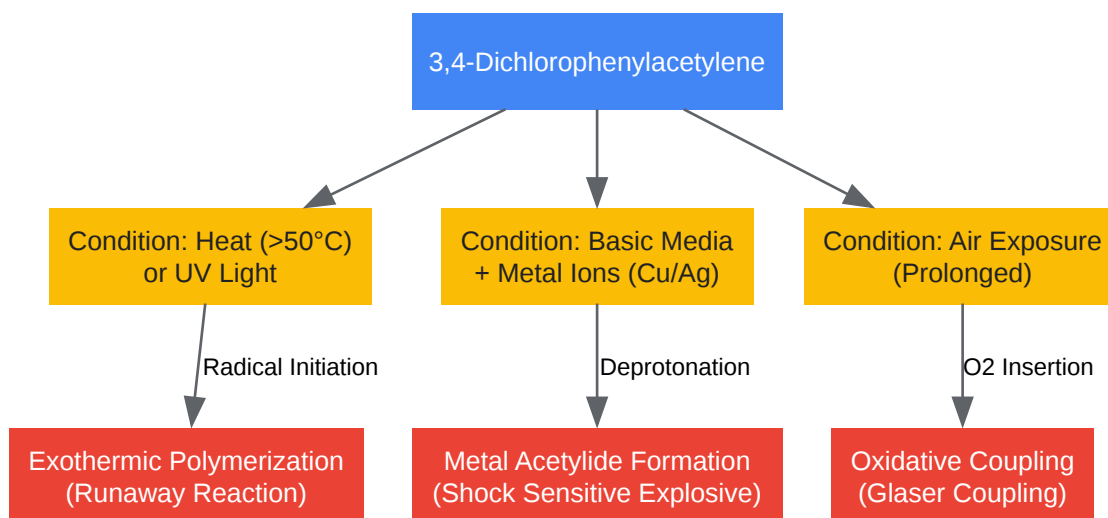 3,4-Dichlorophenylacetylene
Condition: Heat (>50°C)
or UV Light
Condition: Basic Media
+ Metal Ions (Cu/Ag)
Condition: Air Exposure
(Prolonged)
Radical Initiation
Deprotonation
O2 Insertion
Exothermic Polymerization
(Runaway Reaction)
Metal Acetylide Formation
(Shock Sensitive Explosive)
Oxidative Coupling
(Glaser Coupling)